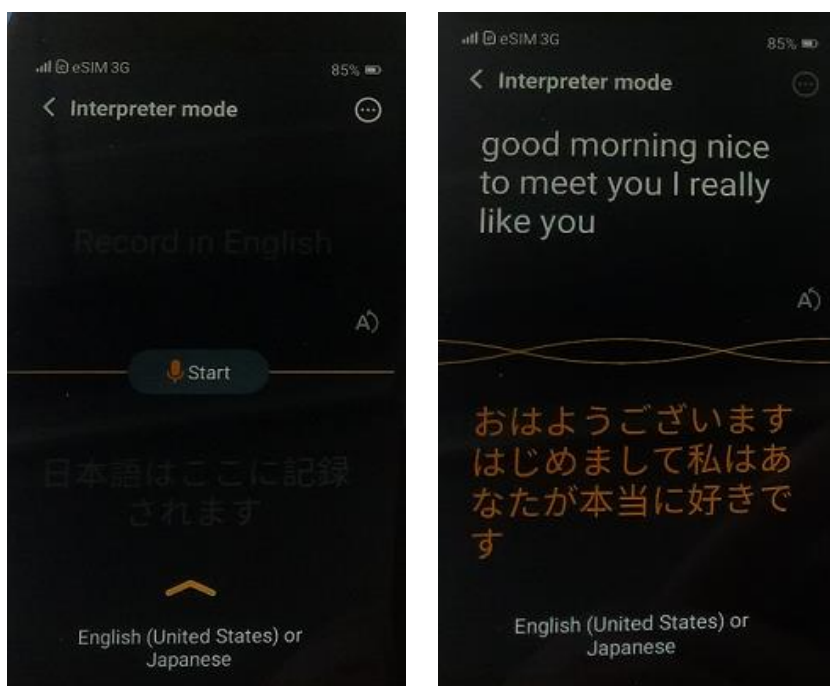 eSIM 3G
85%
Interpreter mode
Record in English
A
Start
日本語はここに記録
されます
English (United States) or
Japanese
eSIM 3G
85%
Interpreter mode
good morning nice
to meet you I really
like you
A
おはようございます
はじめまして私はあ
なたが本当に好きで
す
English (United States) or
Japanese